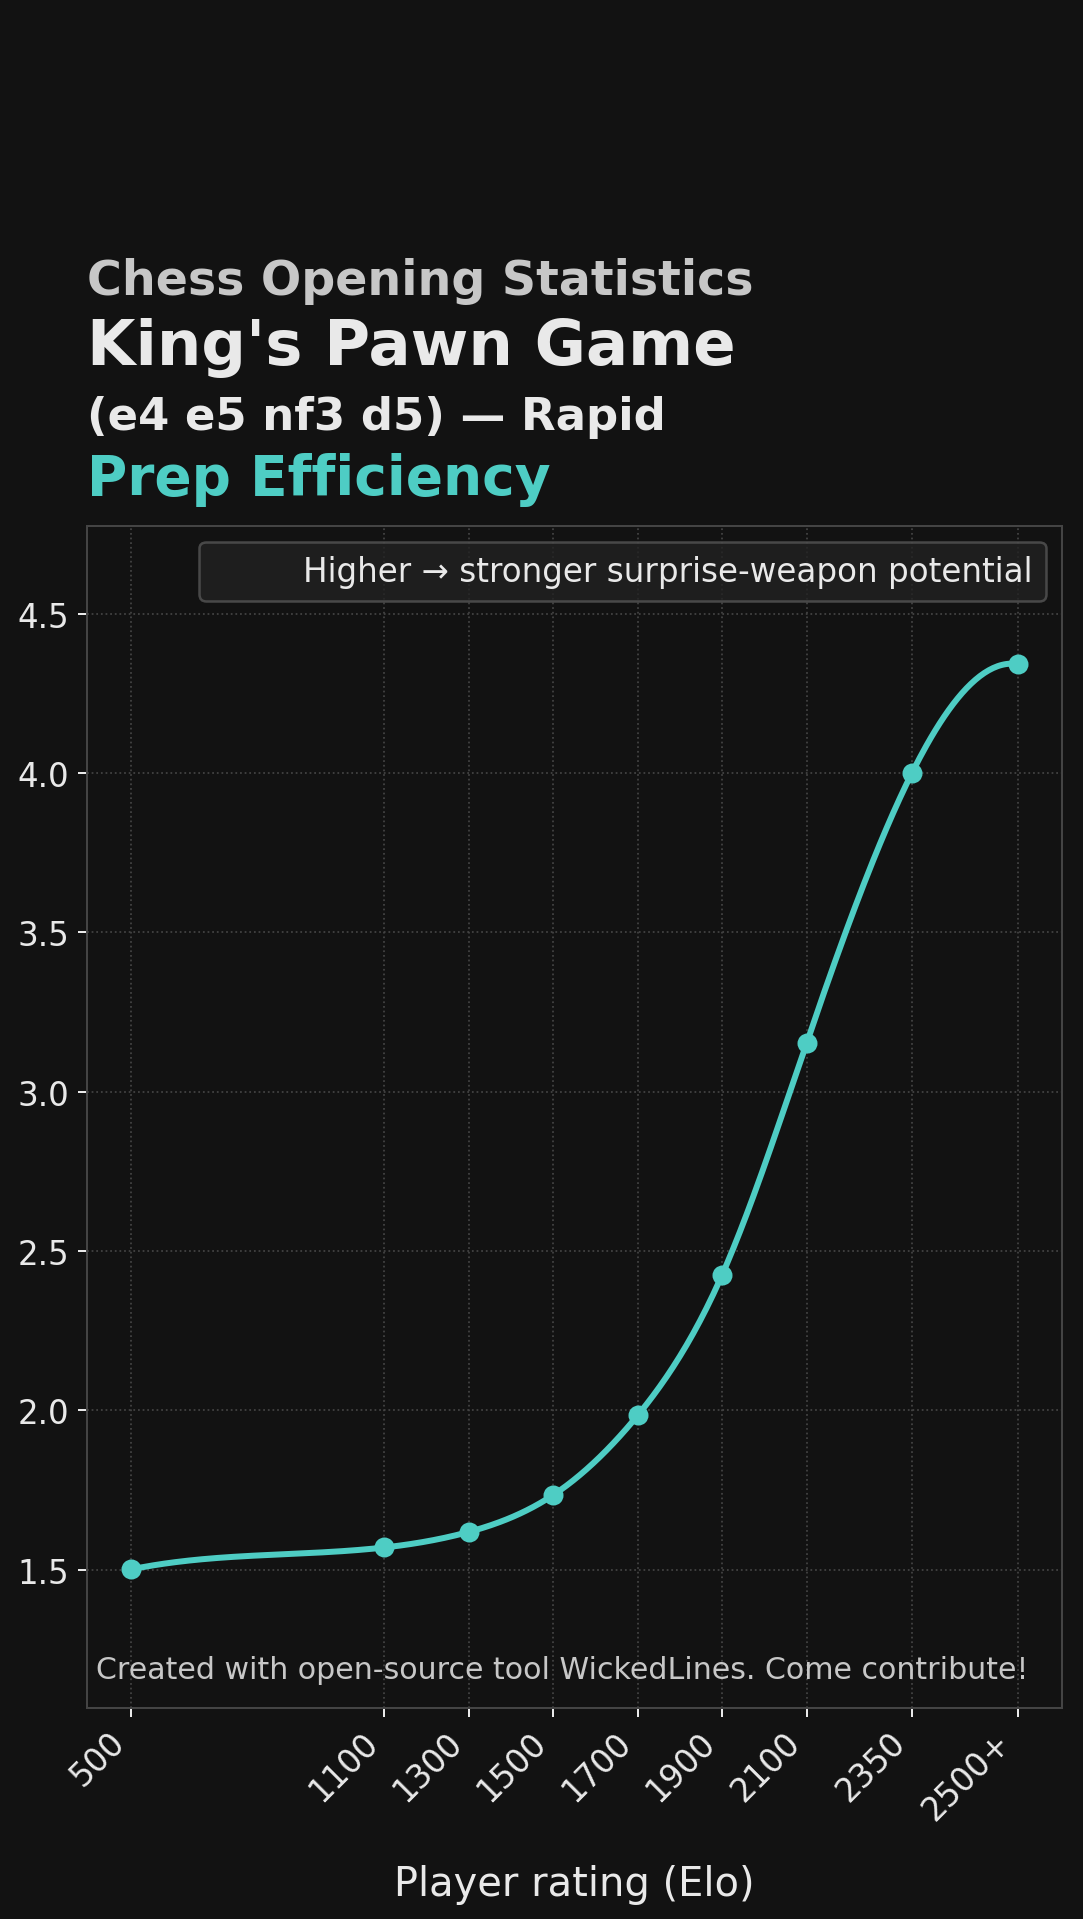 Chess Opening Statistics
King's Pawn Game
(e4 e5 nf3 d5) — Rapid
Prep Efficiency
Higher → stronger surprise-weapon potential
4.5
4.0
3.5
3.0
2.5
2.0
1.5
Created with open-source tool WickedLines. Come contribute!
500
1100
1300
1500
1700
1900
2100
2350
2500+
Player rating (Elo)